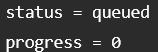 status = queued
progress = 0